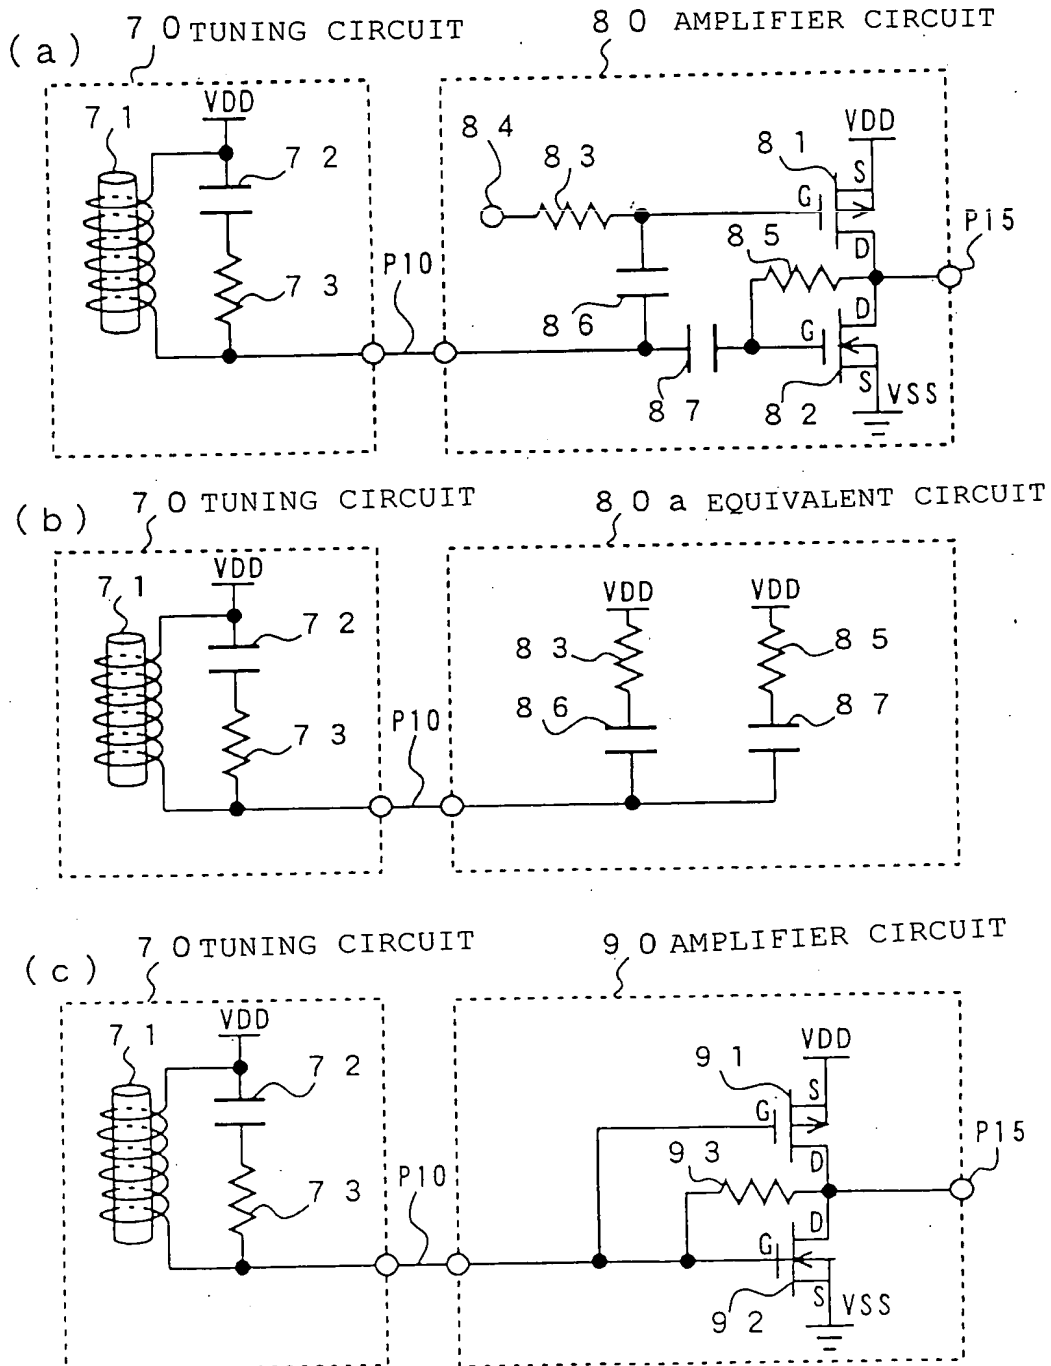 (a)
70 TUNING CIRCUIT
80 AMPLIFIER CIRCUIT
71
VDD
72
73
P10
84
83
81
VDD
S
G
D
85
P15
86
87
D
G
S
82
VSS
(b)
70 TUNING CIRCUIT
80a EQUIVALENT CIRCUIT
71
VDD
72
73
P10
VDD
83
86
VDD
85
87
(c)
70 TUNING CIRCUIT
90 AMPLIFIER CIRCUIT
71
VDD
72
73
P10
91
VDD
S
G
D
93
P15
D
G
S
92
VSS